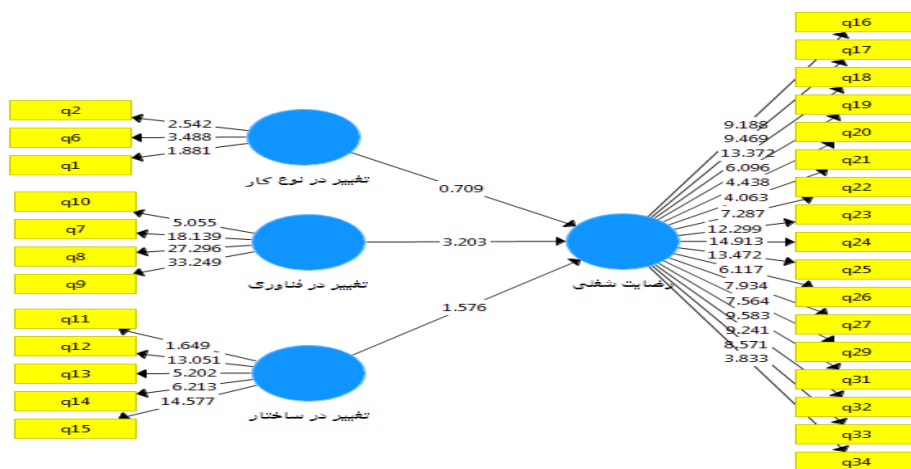 q2
q6
q1
2.542
3.488
1.881
تغییر در نوع کار
q10
q7
q8
q9
5.055
18.139
27.296
33.249
تغییر در فناوری
q11
q12
q13
q14
q15
1.649
13.051
5.202
6.213
14.577
تغییر در ساختار
0.709
3.203
1.576
رضایت شغلی
9.188
9.469
13.372
6.096
4.438
4.063
7.287
12.299
14.913
13.472
6.117
7.934
7.564
9.583
9.241
8.571
3.833
q16
q17
q18
q19
q20
q21
q22
q23
q24
q25
q26
q27
q29
q31
q32
q33
q34